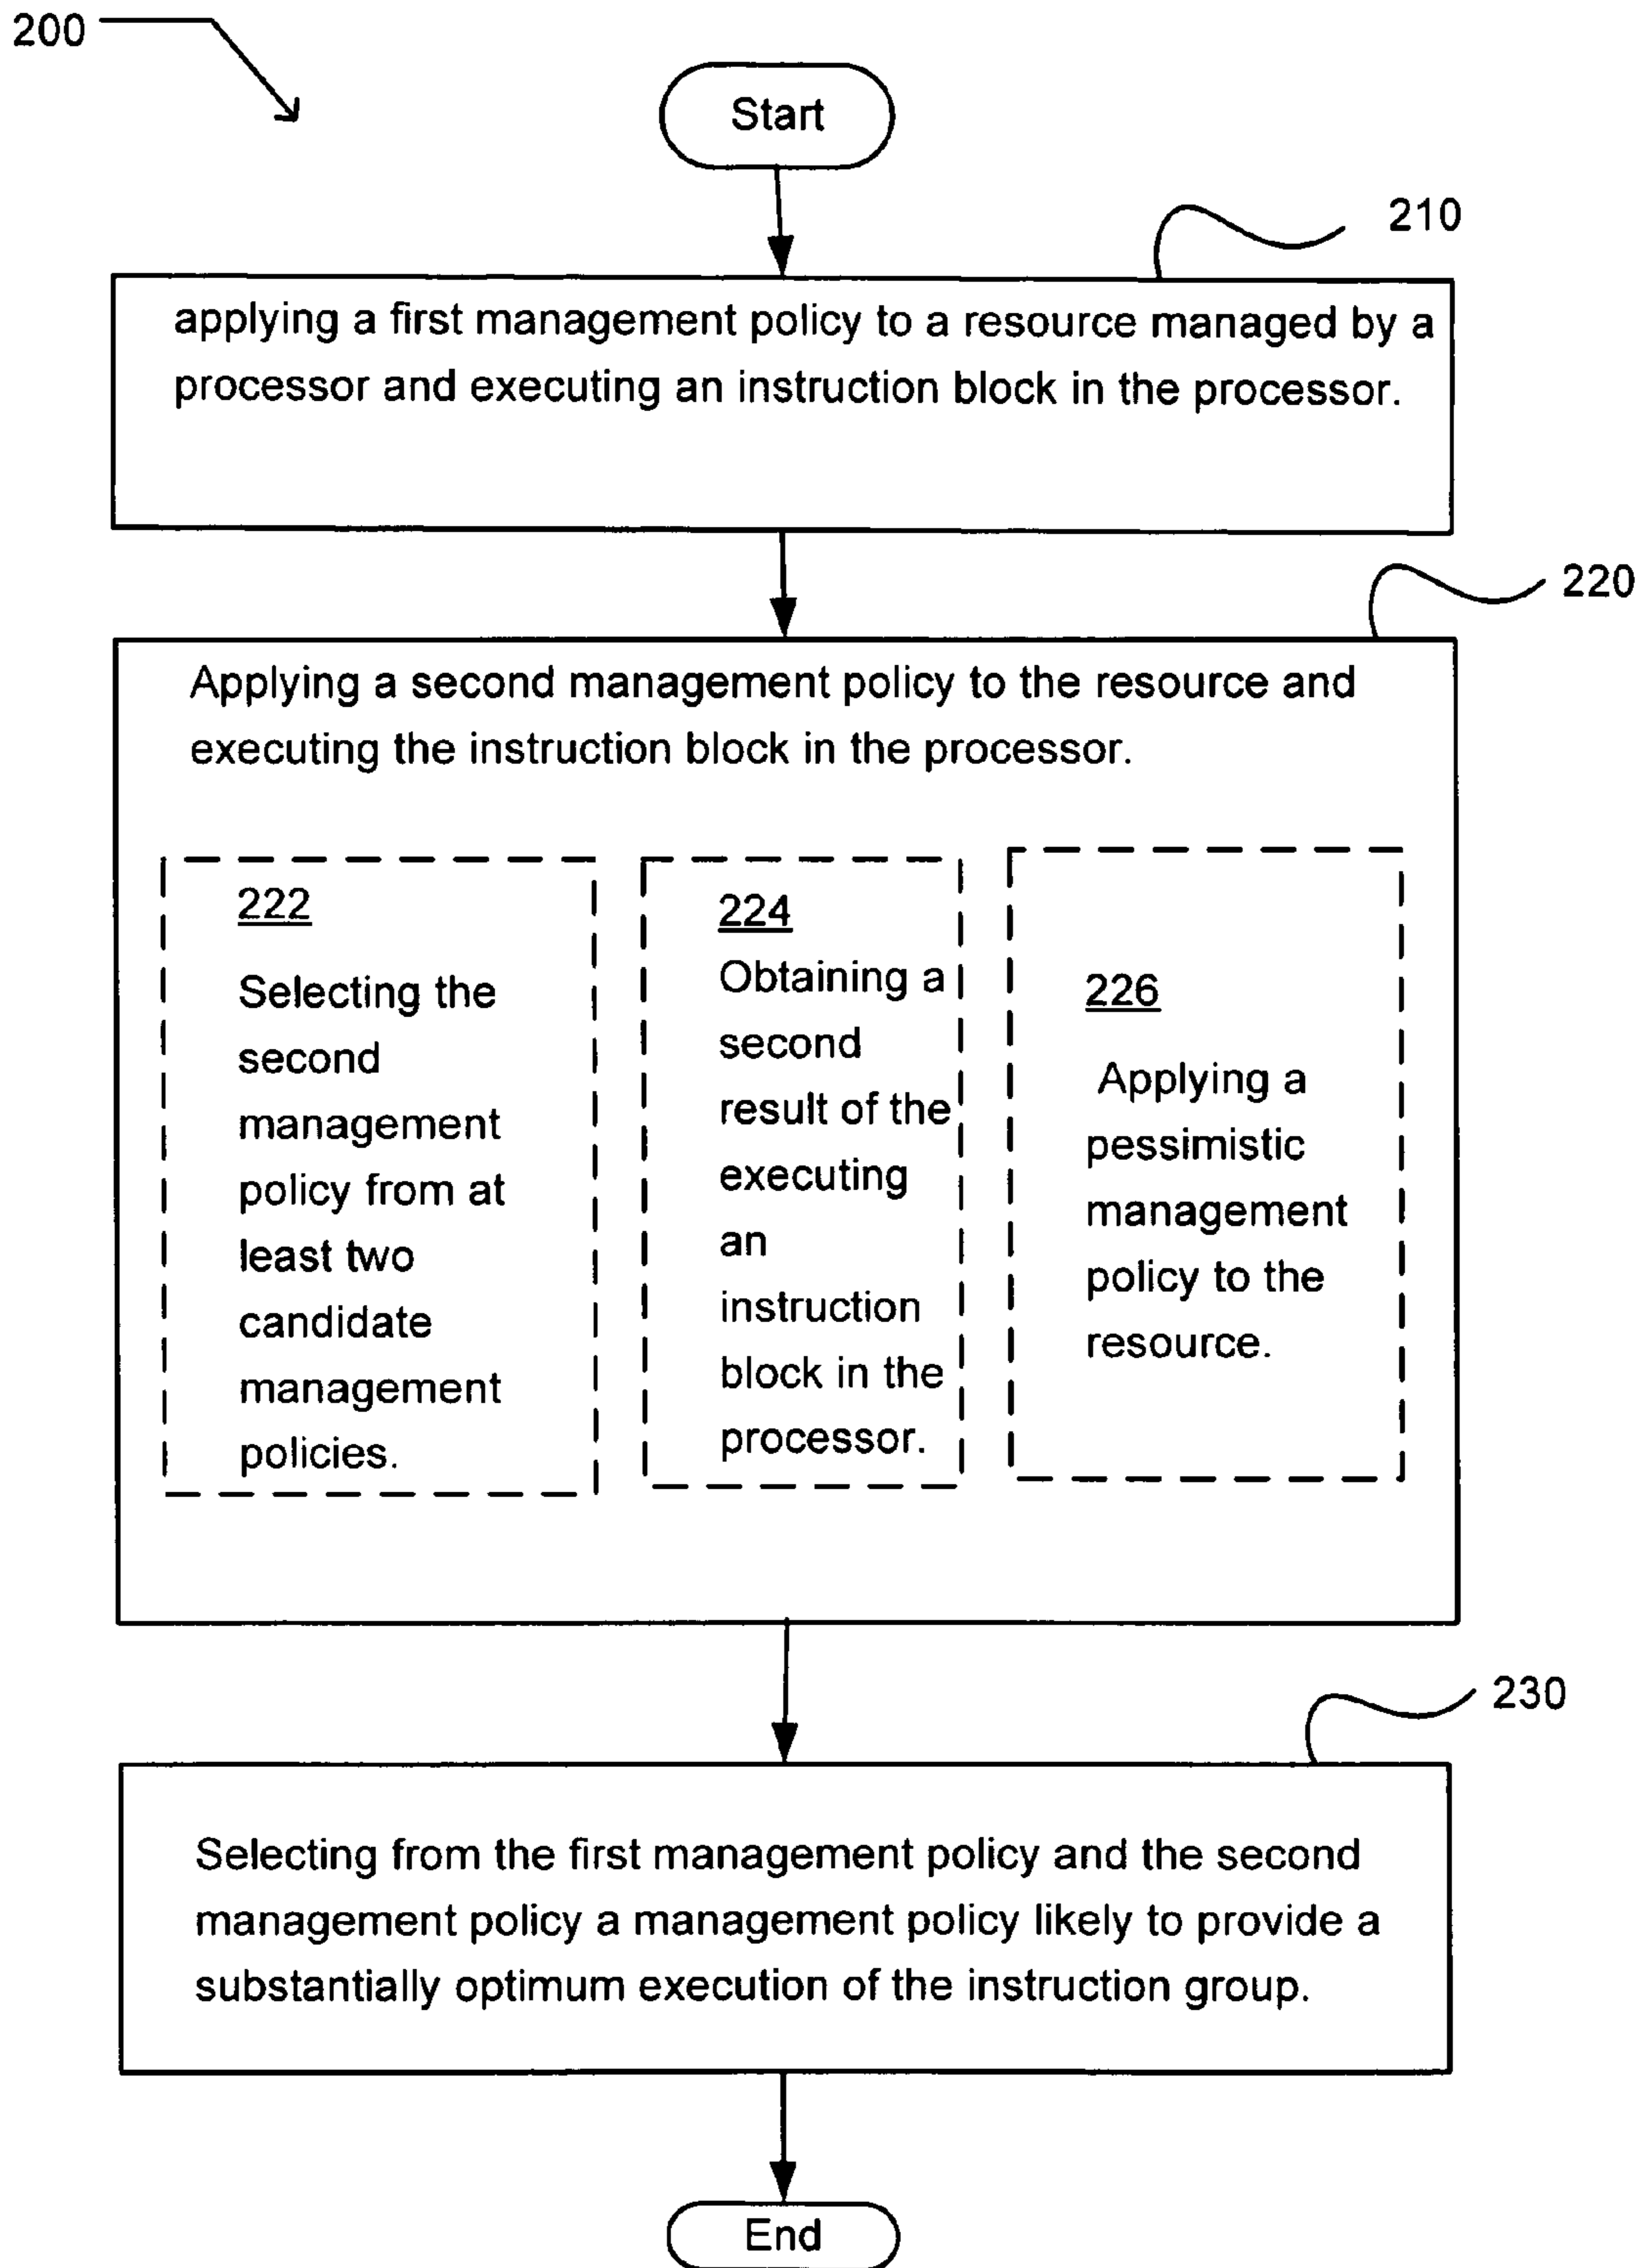 200
Start
210
applying a first management policy to a resource managed by a
processor and executing an instruction block in the processor.
220
Applying a second management policy to the resource and
executing the instruction block in the processor.
222
Selecting the
second
management
policy from at
least two
candidate
management
policies.
224
Obtaining a
second
result of the
executing
an
instruction
block in the
processor.
226
Applying a
pessimistic
management
policy to the
resource.
230
Selecting from the first management policy and the second
management policy a management policy likely to provide a
substantially optimum execution of the instruction group.
End